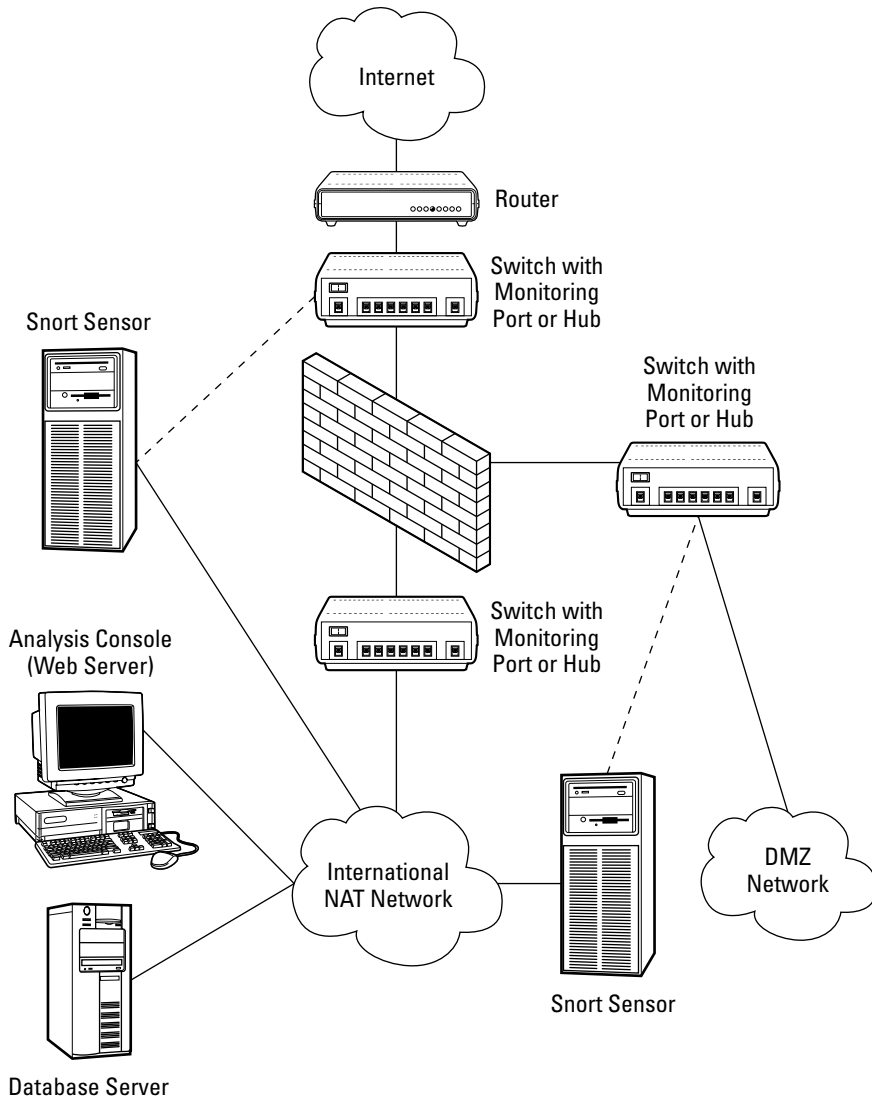 Internet
Router
Switch with
Monitoring
Port or Hub
Snort Sensor
Switch with
Monitoring
Port or Hub
Switch with
Monitoring
Port or Hub
Analysis Console
(Web Server)
International
NAT Network
DMZ
Network
Snort Sensor
Database Server